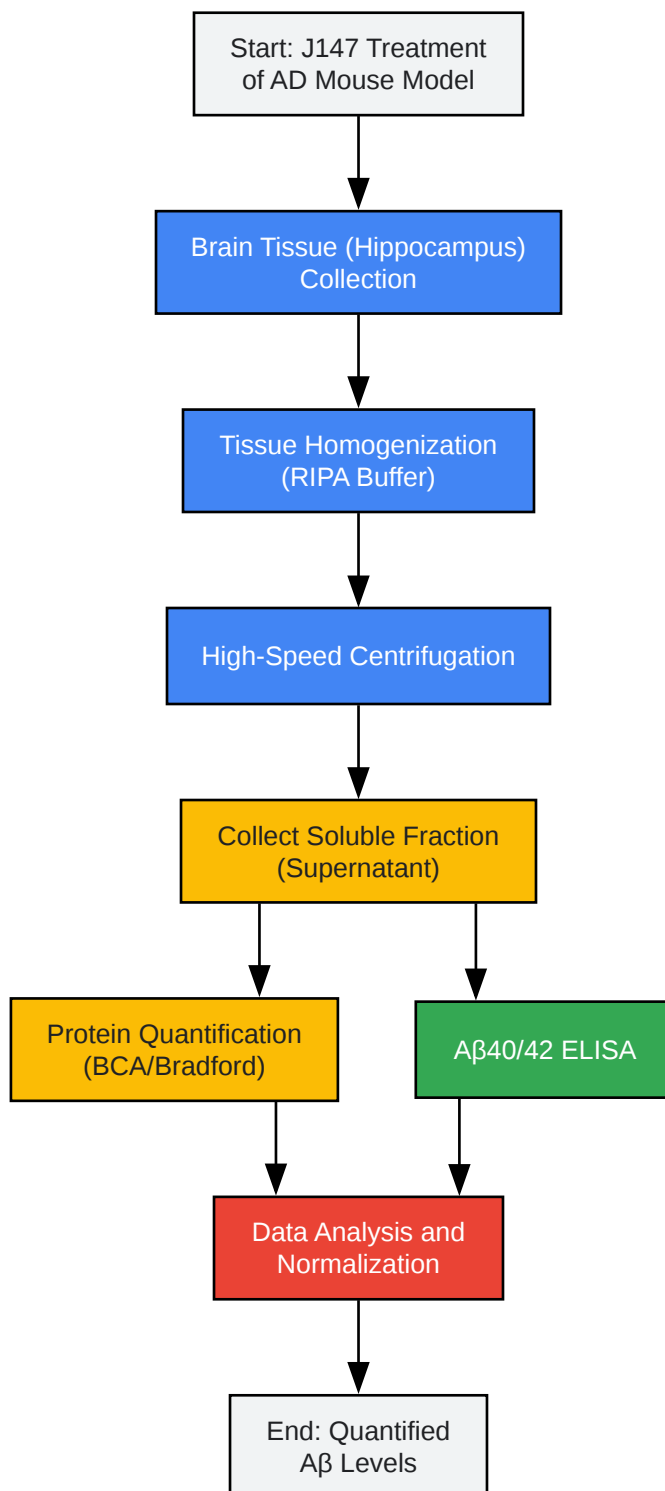 Start: J147 Treatment
of AD Mouse Model
Brain Tissue (Hippocampus)
Collection
Tissue Homogenization
(RIPA Buffer)
High-Speed Centrifugation
Collect Soluble Fraction
(Supernatant)
Protein Quantification
(BCA/Bradford)
Aβ40/42 ELISA
Data Analysis and
Normalization
End: Quantified
Aβ Levels